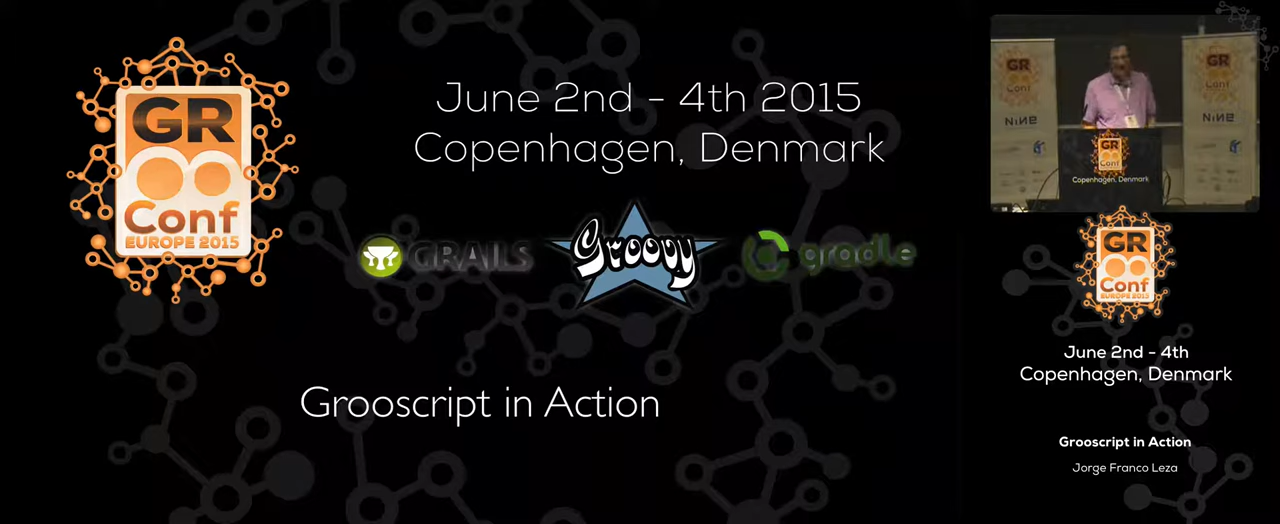 GR
Conf
EUROPE 2015
June 2nd - 4th 2015
Copenhagen, Denmark
GRAILS
Groovy
gradle
Grooscript in Action
GR
Conf
NINE
GR
Conf
NINE
GR
Conf
Copenhagen, Denmark
GR
Conf
EUROPE 2015
June 2nd - 4th
Copenhagen, Denmark
Grooscript in Action
Jorge Franco Leza